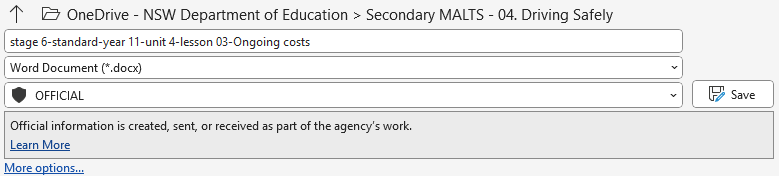 OneDrive - NSW Department of Education > Secondary MALTS - 04. Driving Safely
stage 6-standard-year 11-unit 4-lesson 03-Ongoing costs
Word Document (*.docx)
OFFICIAL
Save
Official information is created, sent, or received as part of the agency's work.
Learn More
More options...